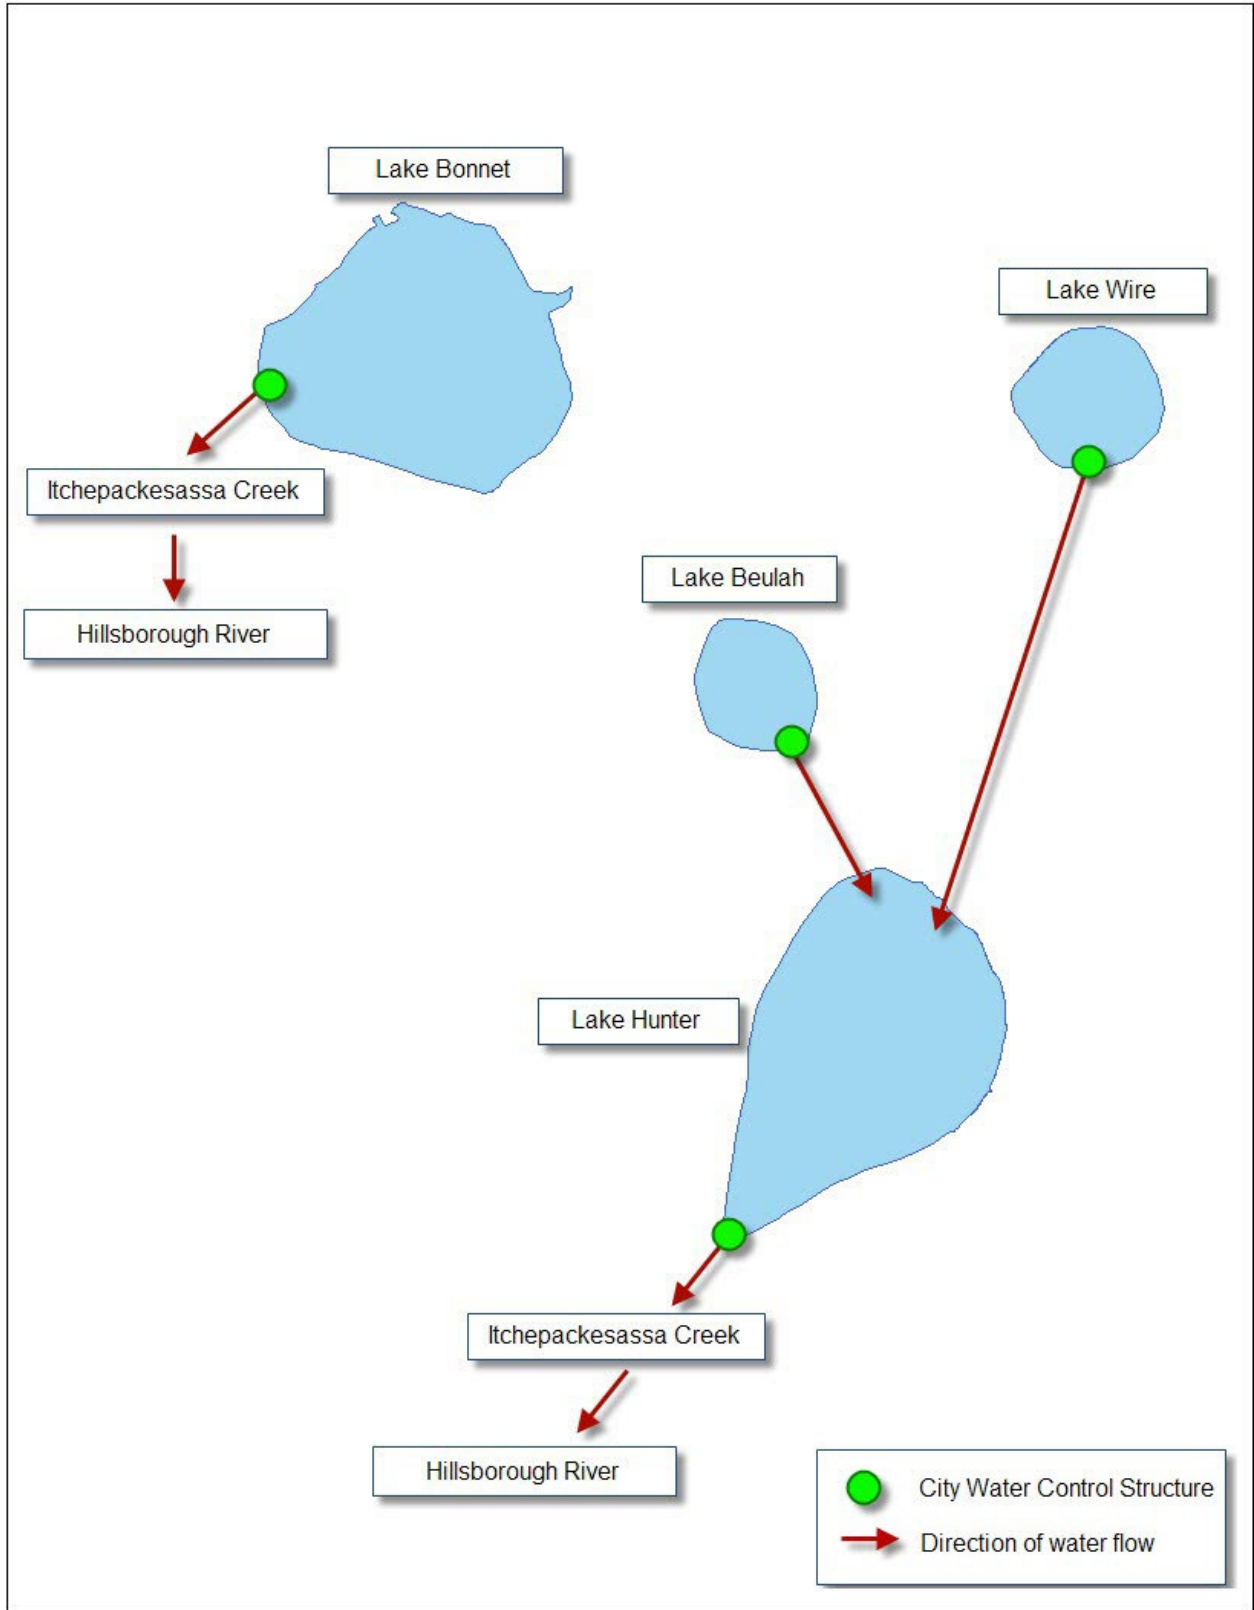 Lake Bonnet
Lake Wire
Itchepackesassa Creek
Lake Beulah
Hillsborough River
Lake Hunter
Itchepackesassa Creek
Hillsborough River
City Water Control Structure
Direction of water flow